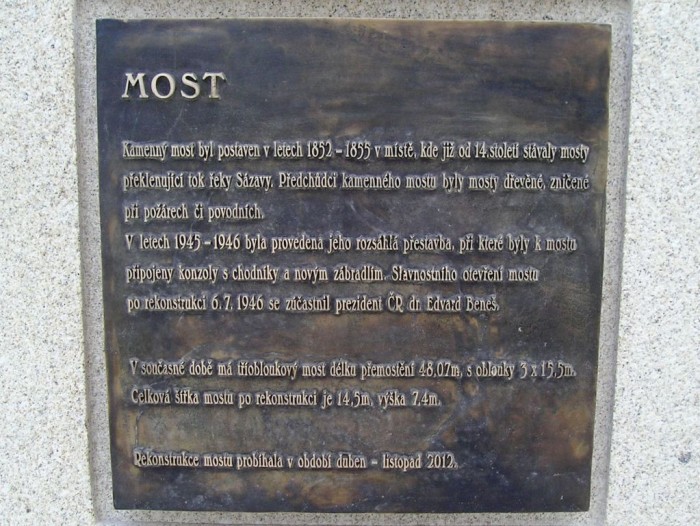 MOST
Kamenný most byl postaven v letech 1852 – 1855 v místě, kde již od 14.století stávaly mosty
překlenující tok řeky Sázavy. Předchůdci kamenného mostu byly mosty dřevěné, zničené
při požárech či povodních.
V letech 1945 – 1946 byla provedena jeho rozsáhlá přestavba, při které byly k mostu
připojeny konzoly s chodníky a novým zábradlím. Slavnostního otevření mostu
po rekonstrukci 6.7. 1946 se zúčastnil prezident ČR dr. Edvard Beneš.
V současné době má tříobloukový most délku přemostění 48,07m, s oblouky 3 x 15,5m.
Celková šířka mostu po rekonstrukci je 14,5m, výška 7,4m.
Rekonstrukce mostu probíhala v období duben – listopad 2012.